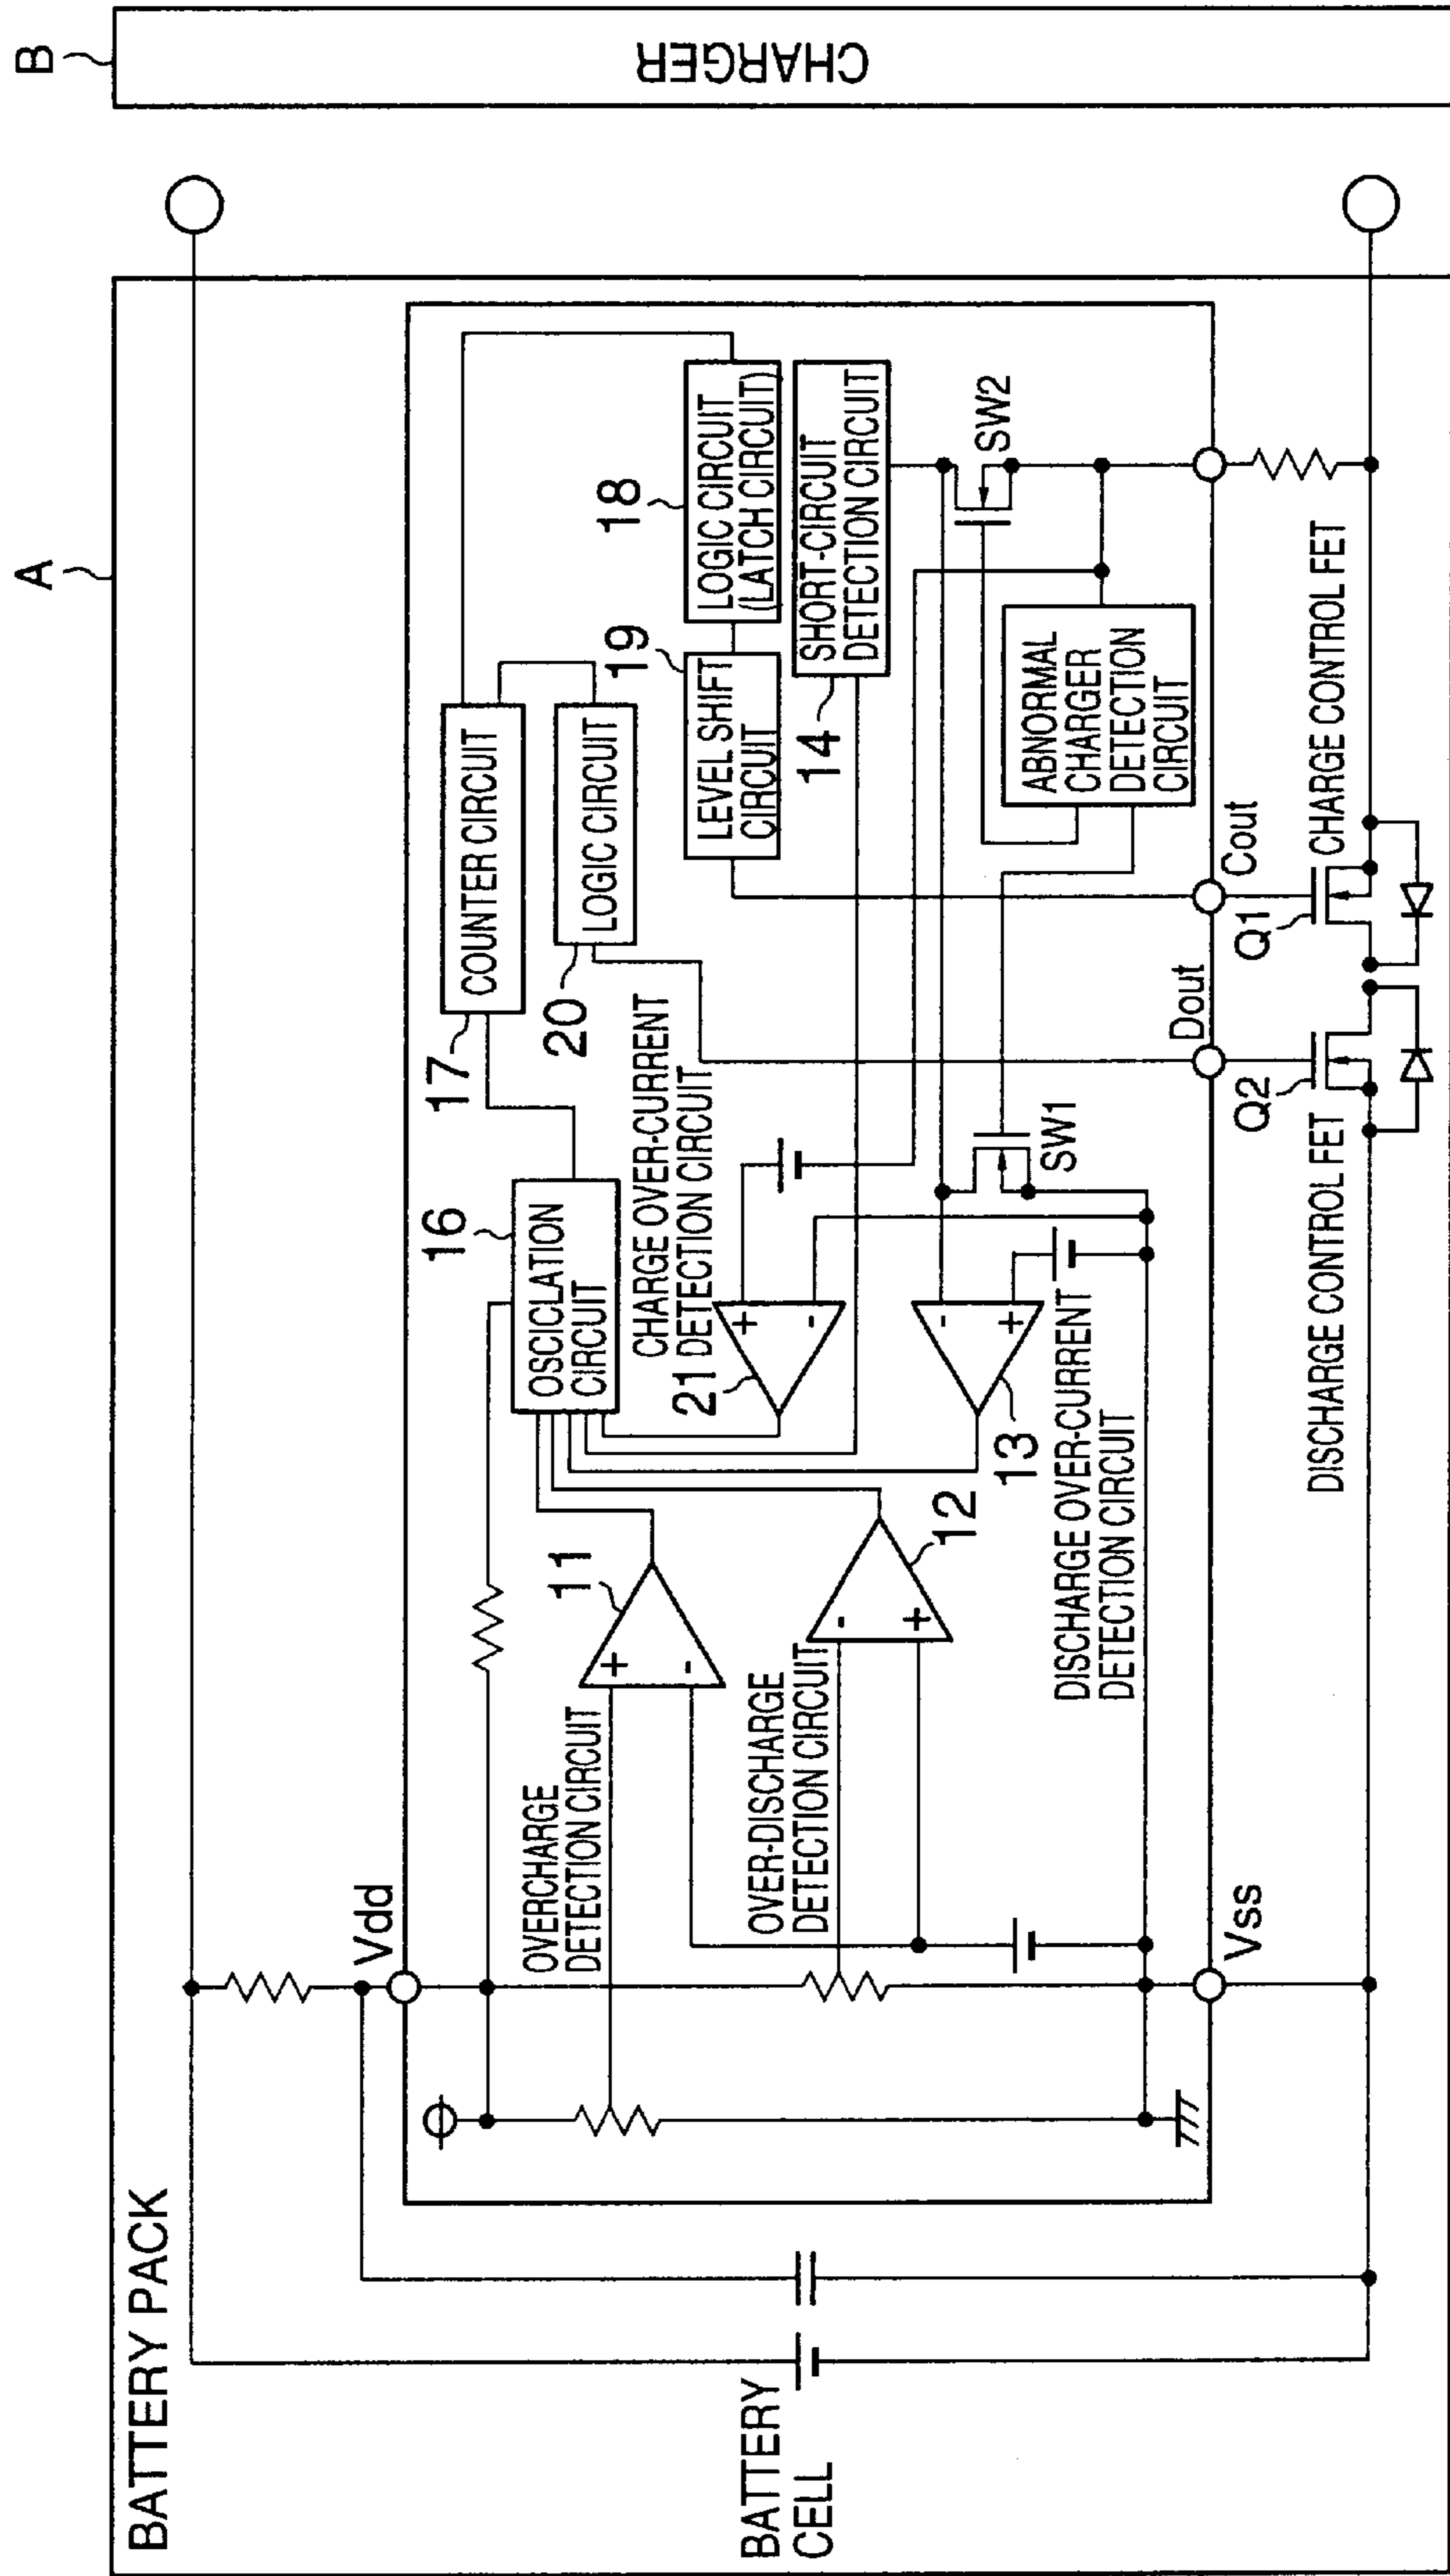 A
B
BATTERY PACK
CHARGER
BATTERY
CELL
Vdd
OVERCHARGE
DETECTION CIRCUIT
11
+
-
OVER-DISCHARGE
DETECTION CIRCUIT
12
-
+
16
OSCICLATION
CIRCUIT
17
COUNTER CIRCUIT
20
LOGIC CIRCUIT
18
LOGIC CIRCUIT
(LATCH CIRCUIT)
19
LEVEL SHIFT
CIRCUIT
14
SHORT-CIRCUIT
DETECTION CIRCUIT
CHARGE OVER-CURRENT
DETECTION CIRCUIT
21
+
-
13
-
+
DISCHARGE OVER-CURRENT
DETECTION CIRCUIT
SW1
SW2
ABNORMAL
CHARGER
DETECTION
CIRCUIT
Vss
Dout
Cout
Q2
Q1
DISCHARGE CONTROL FET
CHARGE CONTROL FET